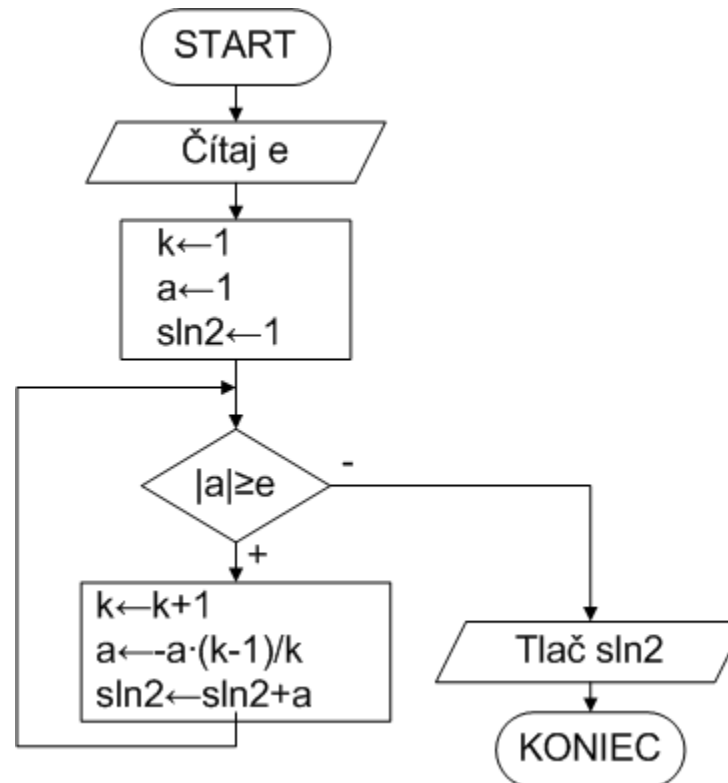 START
Čítaj e
k←1
a←1
sln2←1
|a|≥e
-
+
k←k+1
a←-a·(k-1)/k
sln2←sln2+a
Tlač sln2
KONIEC